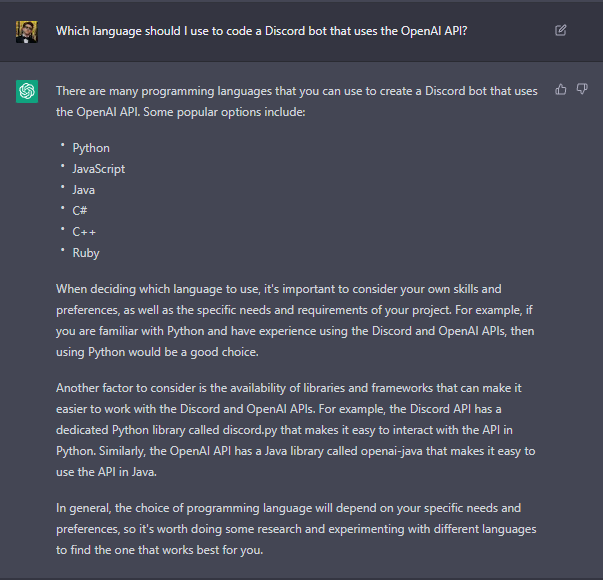 Which language should I use to code a Discord bot that uses the OpenAI API?
There are many programming languages that you can use to create a Discord bot that uses
the OpenAI API. Some popular options include:
• Python
• JavaScript
• Java
• C#
• C++
• Ruby
When deciding which language to use, it's important to consider your own skills and
preferences, as well as the specific needs and requirements of your project. For example, if
you are familiar with Python and have experience using the Discord and OpenAI APIs, then
using Python would be a good choice.
Another factor to consider is the availability of libraries and frameworks that can make it
easier to work with the Discord and OpenAI APIs. For example, the Discord API has a
dedicated Python library called discord.py that makes it easy to interact with the API in
Python. Similarly, the OpenAI API has a Java library called openai-java that makes it easy to
use the API in Java.
In general, the choice of programming language will depend on your specific needs and
preferences, so it's worth doing some research and experimenting with different languages
to find the one that works best for you.